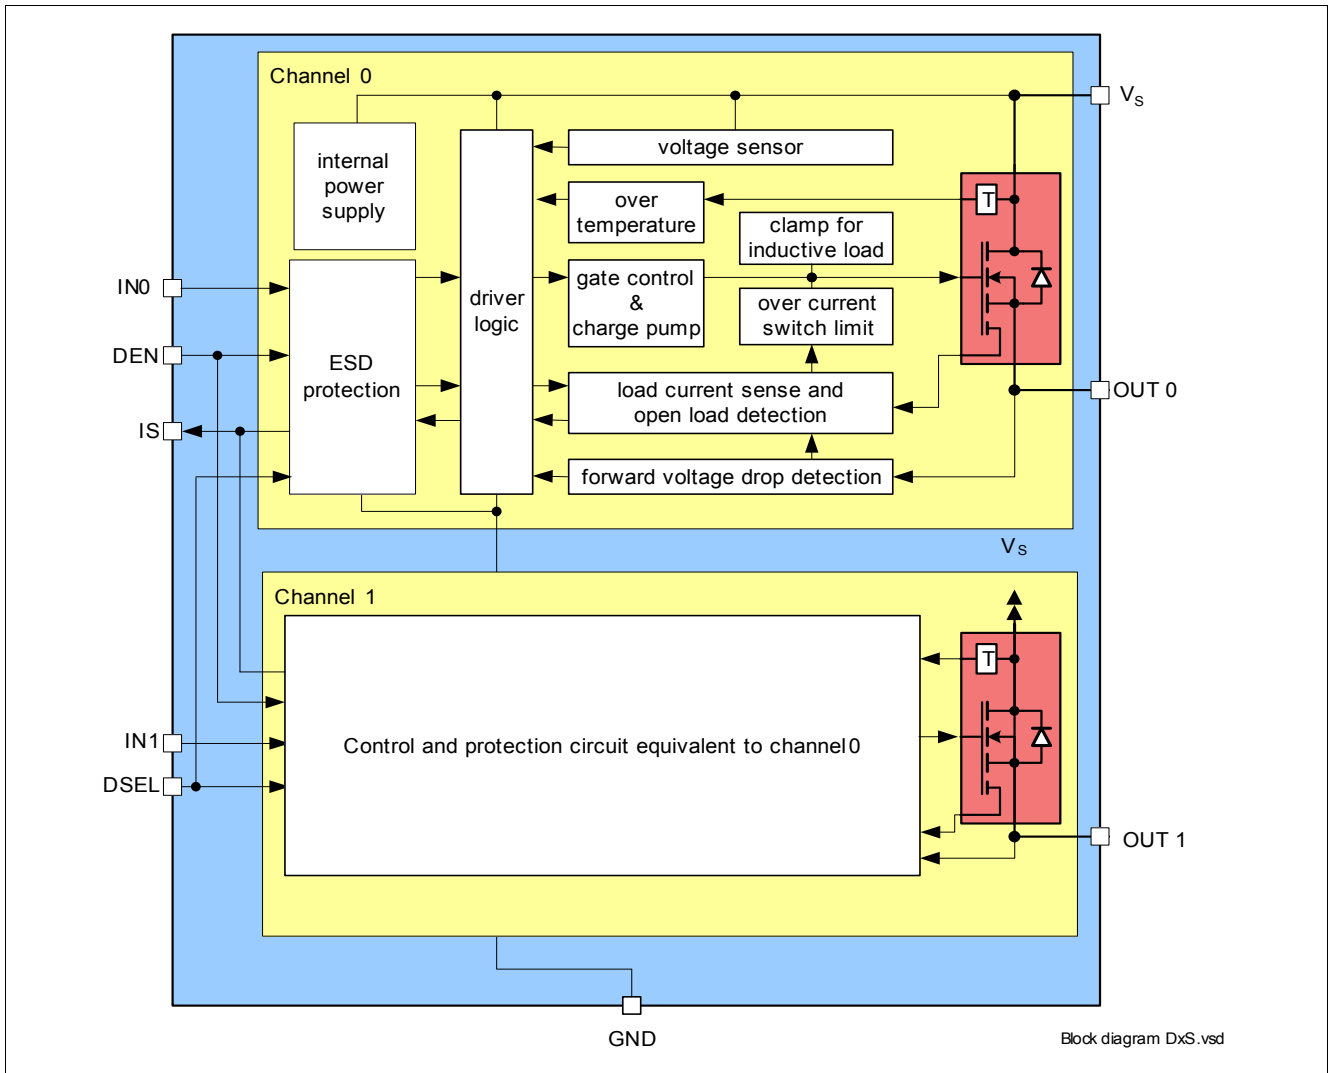 Channel 0
VS
voltage sensor
internal
power
supply
over
temperature
T
clamp for
inductive load
IN0
gate control
&
charge pump
driver
logic
over current
switch limit
DEN
ESD
protection
load current sense and
open load detection
OUT 0
IS
forward voltage drop detection
VS
Channel 1
T
IN1
Control and protection circuit equivalent to channel 0
DSEL
OUT 1
GND
Block diagram DxS.vsd